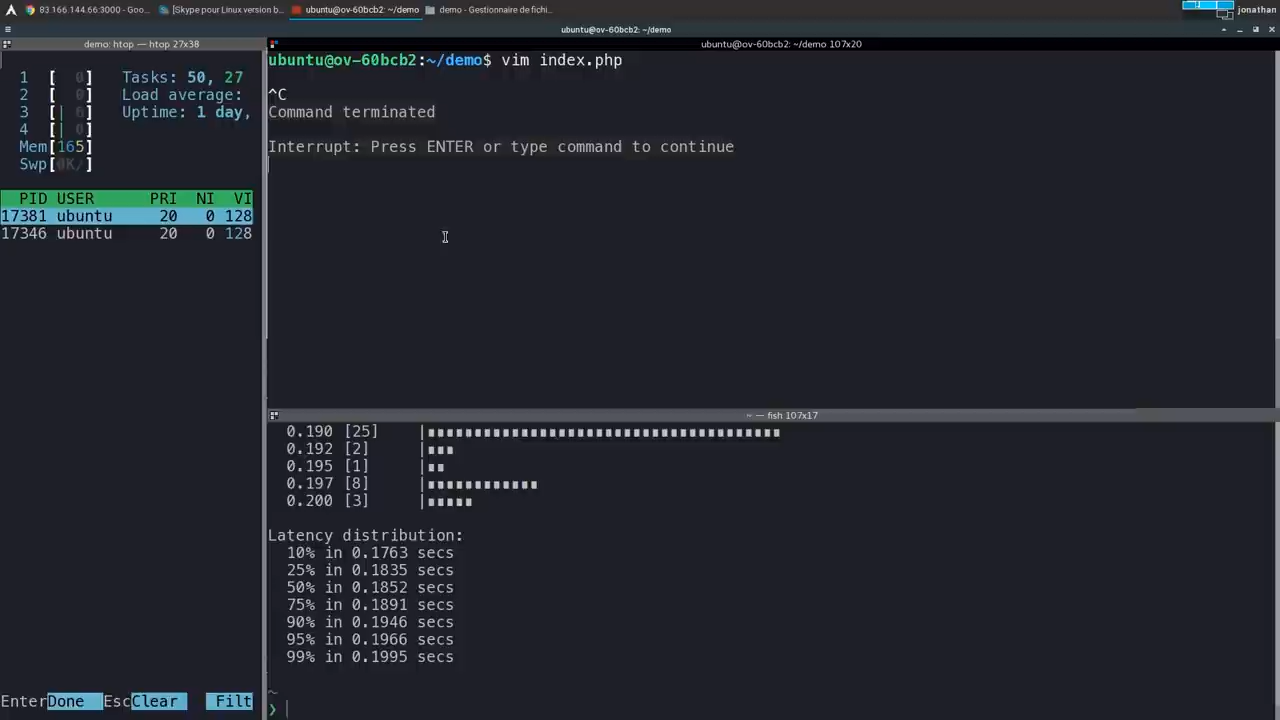 83.166.144.66:3000 - Goo...
[Skype pour Linux version b...
ubuntu@ov-60bcb2: ~/demo
demo - Gestionnaire de fichi...
jonathan
ubuntu@ov-60bcb2: ~/demo
demo: htop — htop 27x38
1 [ 0] Tasks: 50, 27
2 [ 0] Load average:
3 [| 0] Uptime: 1 day,
4 [| 0]
Mem[165]
Swp[0K/]
PID USER PRI NI VI
17381 ubuntu 20 0 128
17346 ubuntu 20 0 128
EnterDone EscClear Filt
ubuntu@ov-60bcb2: ~/demo 107x20
ubuntu@ov-60bcb2:~/demo$ vim index.php
^C
Command terminated
Interrupt: Press ENTER or type command to continue
~ — fish 107x17
0.190 [25] |
0.192 [2] |
0.195 [1] |
0.197 [8] |
0.200 [3] |
Latency distribution:
10% in 0.1763 secs
25% in 0.1835 secs
50% in 0.1852 secs
75% in 0.1891 secs
90% in 0.1946 secs
95% in 0.1966 secs
99% in 0.1995 secs
~
❯